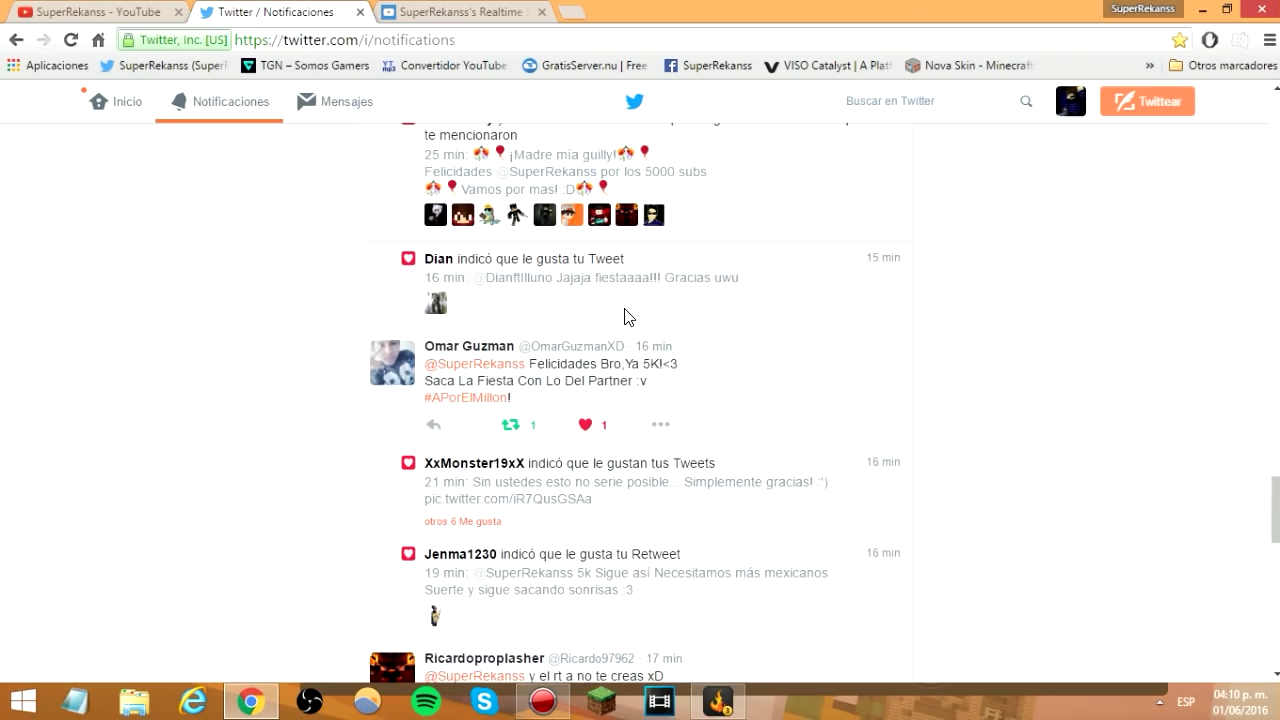 SuperRekanss - YouTube
Twitter / Notificaciones
SuperRekanss's Realtime
SuperRekanss
Twitter, Inc. [US]
https://twitter.com/i/notifications
Aplicaciones
SuperRekanss (SuperF
TGN – Somos Gamers
Convertidor YouTube
GratisServer.nu | Free
SuperRekanss
VISO Catalyst | A Plat
Nova Skin - Minecraft
»
Otros marcadores
Inicio
Notificaciones
Mensajes
Buscar en Twitter
Twittear
te mencionaron
25 min: ¡Madre mía guilly!
Felicidades @SuperRekanss por los 5000 subs
Vamos por mas! :D
Dian indicó que le gusta tu Tweet
15 min
16 min: @DianftIlluno Jajaja fiestaaaa!!! Gracias uwu
Omar Guzman @OmarGuzmanXD · 16 min
@SuperRekanss Felicidades Bro,Ya 5K!<3
Saca La Fiesta Con Lo Del Partner :v
#APorElMillon!
1
1
XxMonster19xX indicó que le gustan tus Tweets
16 min
21 min: Sin ustedes esto no serie posible... Simplemente gracias! :')
pic.twitter.com/iR7QusGSAa
otros 6 Me gusta
Jenma1230 indicó que le gusta tu Retweet
16 min
19 min: @SuperRekanss 5k Sigue así Necesitamos más mexicanos
Suerte y sigue sacando sonrisas :3
Ricardoproplasher @Ricardo97962 · 17 min
@SuperRekanss y el rt a no te creas xD
ESP
04:10 p. m.
01/06/2016